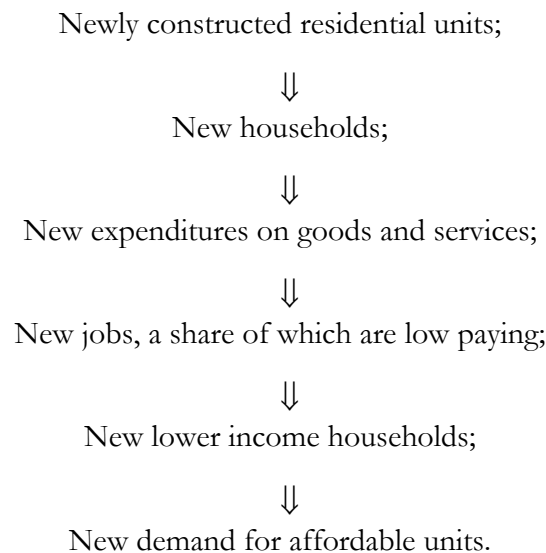 Newly constructed residential units;
⇓
New households;
⇓
New expenditures on goods and services;
⇓
New jobs, a share of which are low paying;
⇓
New lower income households;
⇓
New demand for affordable units.